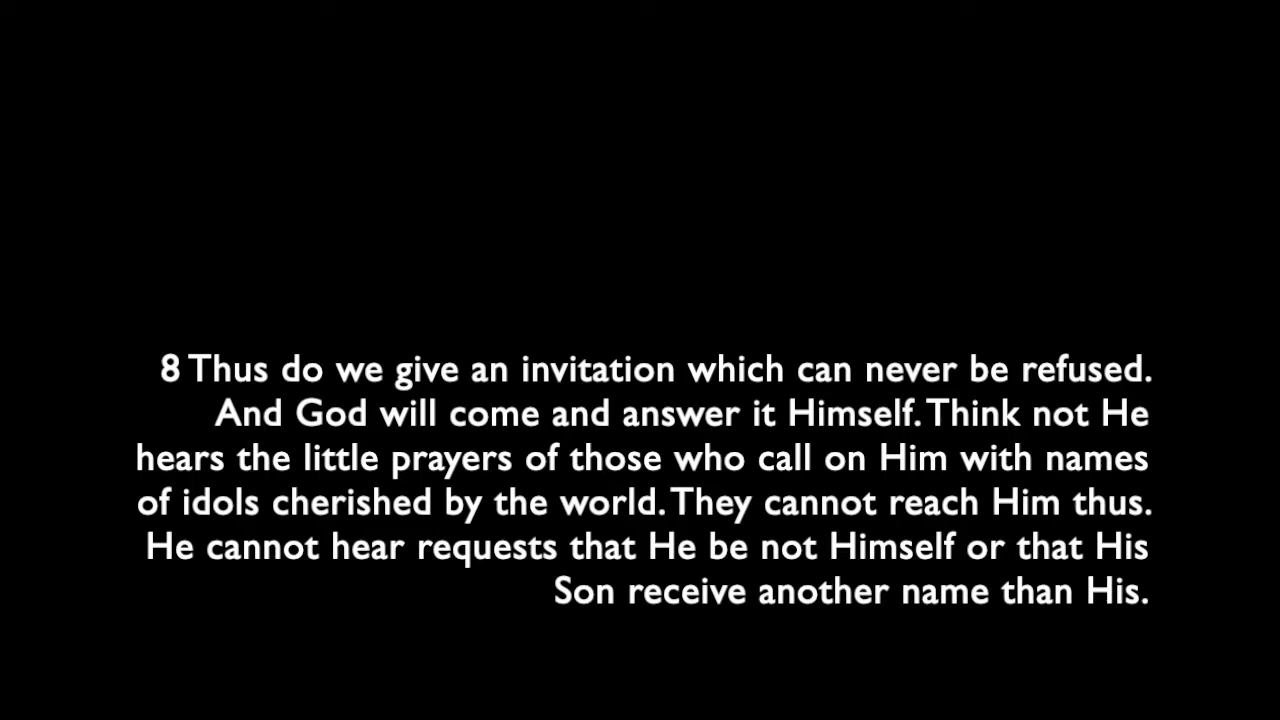 8 Thus do we give an invitation which can never be refused.
And God will come and answer it Himself. Think not He
hears the little prayers of those who call on Him with names
of idols cherished by the world. They cannot reach Him thus.
He cannot hear requests that He be not Himself or that His
Son receive another name than His.